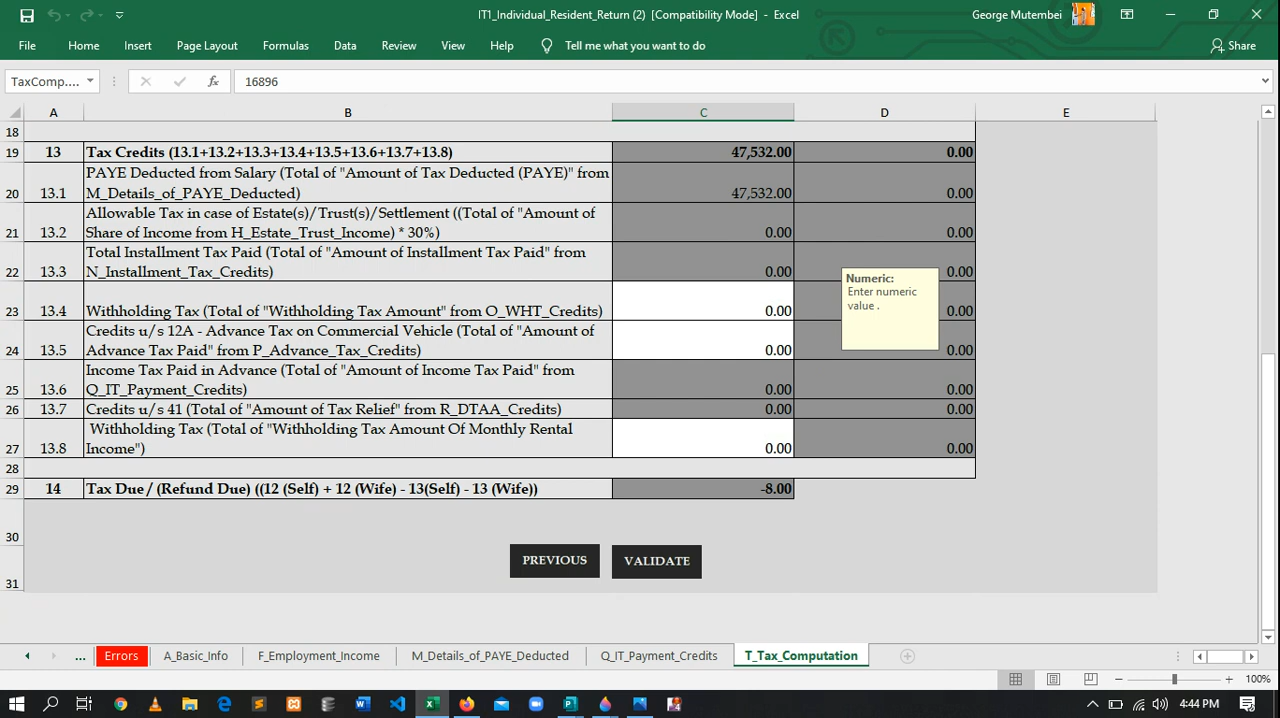 IT1_Individual_Resident_Return (2) [Compatibility Mode] - Excel
George Mutembei
File Home Insert Page Layout Formulas Data Review View Help Tell me what you want to do Share
TaxComp.... fx 16896
A B C D E
18
19 13 Tax Credits (13.1+13.2+13.3+13.4+13.5+13.6+13.7+13.8) 47,532.00 0.00
PAYE Deducted from Salary (Total of "Amount of Tax Deducted (PAYE)" from
20 13.1 M_Details_of_PAYE_Deducted) 47,532.00 0.00
Allowable Tax in case of Estate(s)/Trust(s)/Settlement ((Total of "Amount of
21 13.2 Share of Income from H_Estate_Trust_Income) * 30%) 0.00 0.00
Total Installment Tax Paid (Total of "Amount of Installment Tax Paid" from
22 13.3 N_Installment_Tax_Credits) 0.00 0.00
Numeric:
Enter numeric
value .
23 13.4 Withholding Tax (Total of "Withholding Tax Amount" from O_WHT_Credits) 0.00 0.00
Credits u/s 12A - Advance Tax on Commercial Vehicle (Total of "Amount of
24 13.5 Advance Tax Paid" from P_Advance_Tax_Credits) 0.00 0.00
Income Tax Paid in Advance (Total of "Amount of Income Tax Paid" from
25 13.6 Q_IT_Payment_Credits) 0.00 0.00
26 13.7 Credits u/s 41 (Total of "Amount of Tax Relief" from R_DTAA_Credits) 0.00 0.00
Withholding Tax (Total of "Withholding Tax Amount Of Monthly Rental
27 13.8 Income") 0.00 0.00
28
29 14 Tax Due / (Refund Due) ((12 (Self) + 12 (Wife) - 13(Self) - 13 (Wife)) -8.00
30
PREVIOUS VALIDATE
31
... Errors A_Basic_Info F_Employment_Income M_Details_of_PAYE_Deducted Q_IT_Payment_Credits T_Tax_Computation
100%
4:44 PM